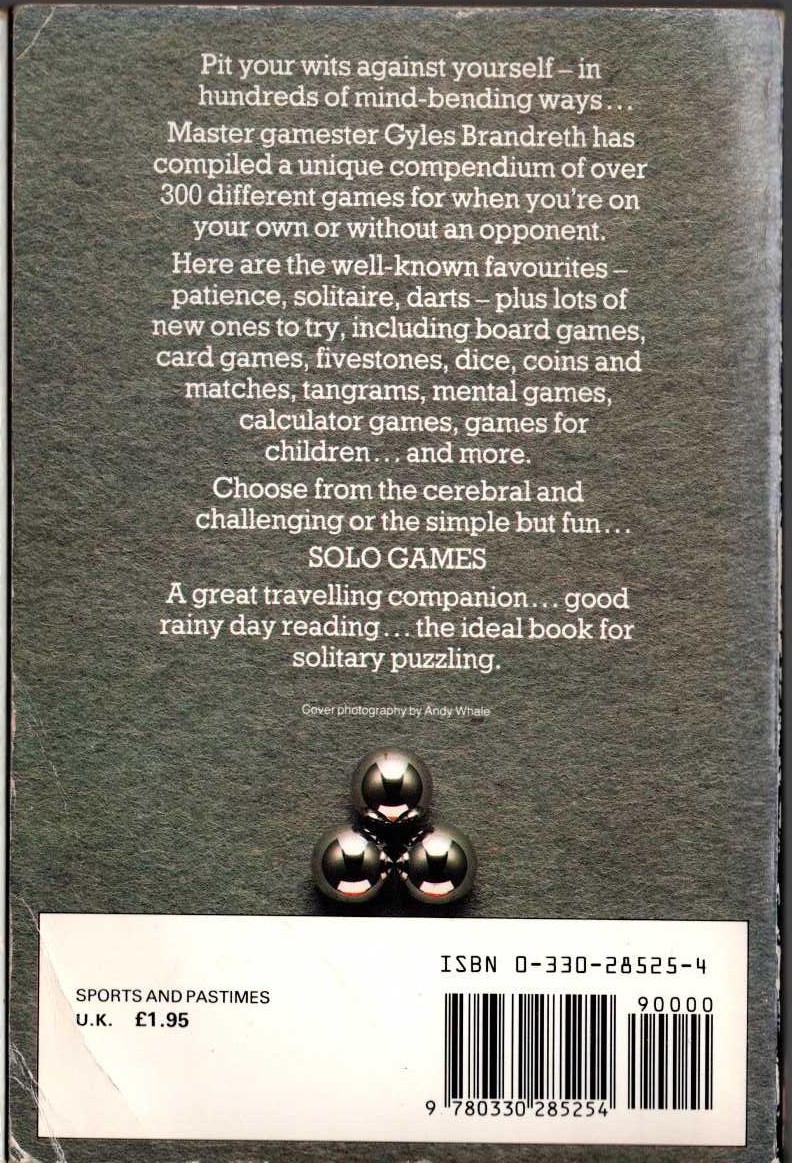 Pit your wits against yourself – in
hundreds of mind-bending ways...
Master gamester Gyles Brandreth has
compiled a unique compendium of over
300 different games for when you're on
your own or without an opponent.
Here are the well-known favourites –
patience, solitaire, darts – plus lots of
new ones to try, including board games,
card games, fivestones, dice, coins and
matches, tangrams, mental games,
calculator games, games for
children... and more.
Choose from the cerebral and
challenging or the simple but fun...
SOLO GAMES
A great travelling companion... good
rainy day reading... the ideal book for
solitary puzzling.
Cover photography by Andy Whale
ISBN 0-330-28525-4
SPORTS AND PASTIMES
U.K. £1.95
90000
9 780330 285254